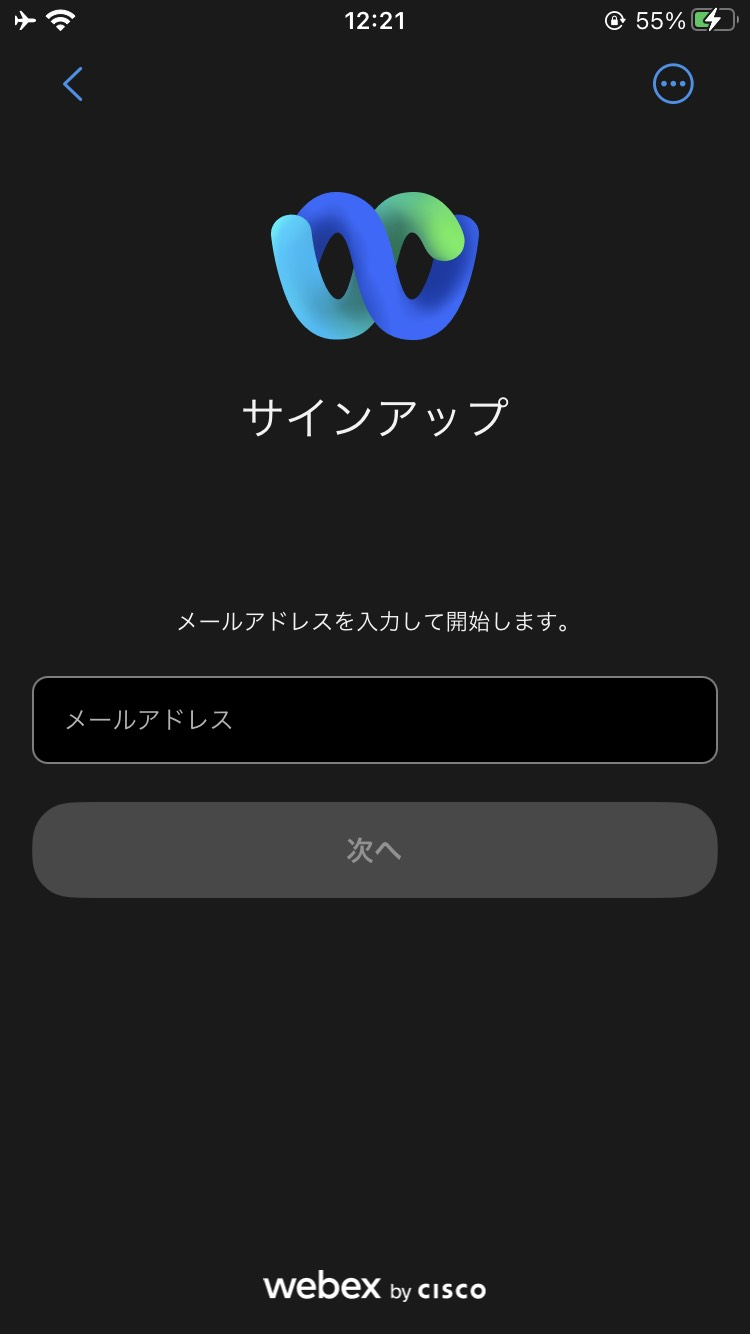 12:21
55%
サインアップ
メールアドレスを入力して開始します。
メールアドレス
次へ
webex by CISCO